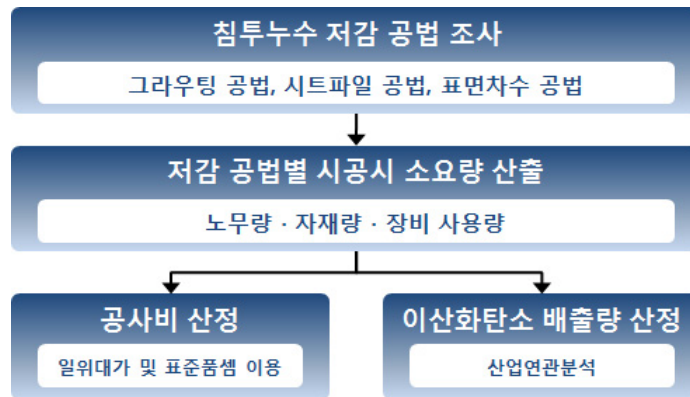 침투누수 저감 공법 조사
그라우팅 공법, 시트파일 공법, 표면차수 공법
저감 공법별 시공시 소요량 산출
노무량 · 자재량 · 장비 사용량
공사비 산정
일위대가 및 표준품셈 이용
이산화탄소 배출량 산정
산업연관분석